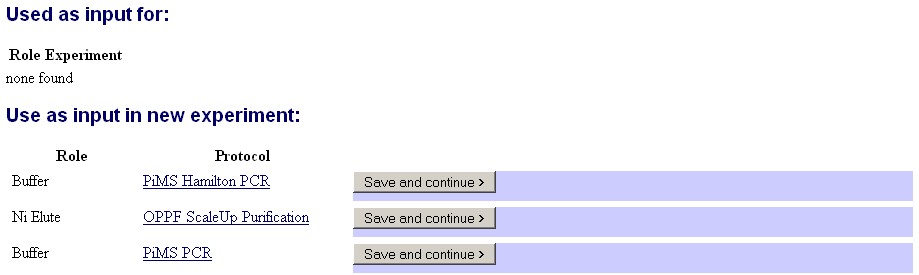 Used as input for:
Role Experiment
none found
Use as input in new experiment:
Role Protocol
Buffer PiMS Hamilton PCR Save and continue >
Ni Elute OPPF ScaleUp Purification Save and continue >
Buffer PiMS PCR Save and continue >